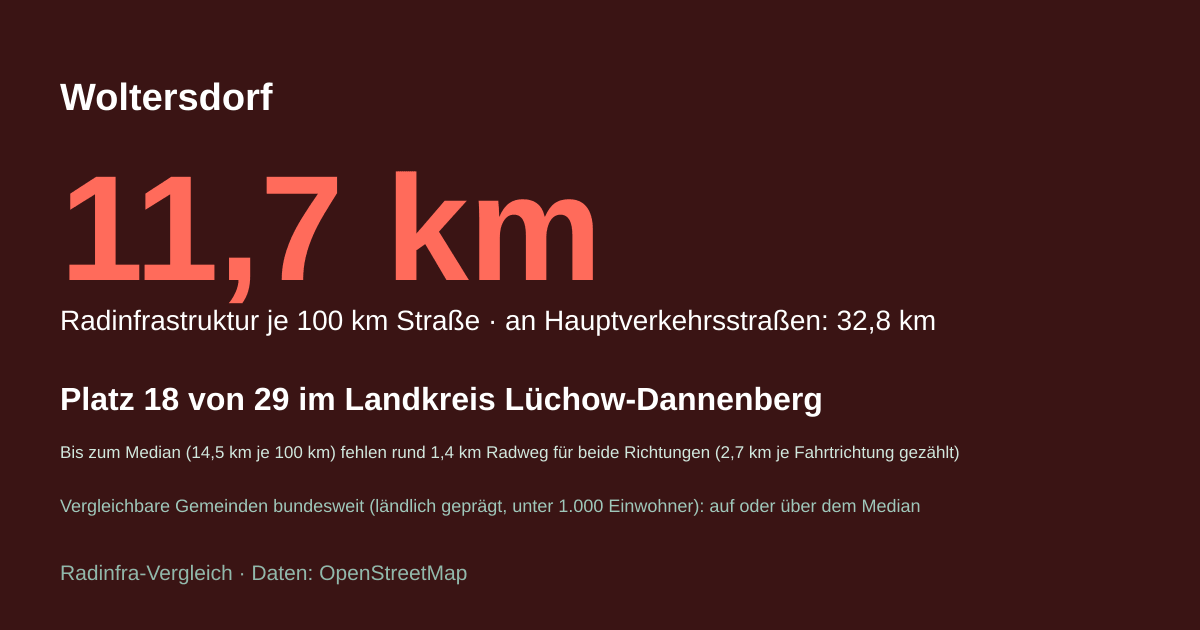 Woltersdorf
11,7 km
Radinfrastruktur je 100 km Straße · an Hauptverkehrsstraßen: 32,8 km
Platz 18 von 29 im Landkreis Lüchow-Dannenberg
Bis zum Median (14,5 km je 100 km) fehlen rund 1,4 km Radweg für beide Richtungen (2,7 km je Fahrtrichtung gezählt)
Vergleichbare Gemeinden bundesweit (ländlich geprägt, unter 1.000 Einwohner): auf oder über dem Median
Radinfra-Vergleich · Daten: OpenStreetMap